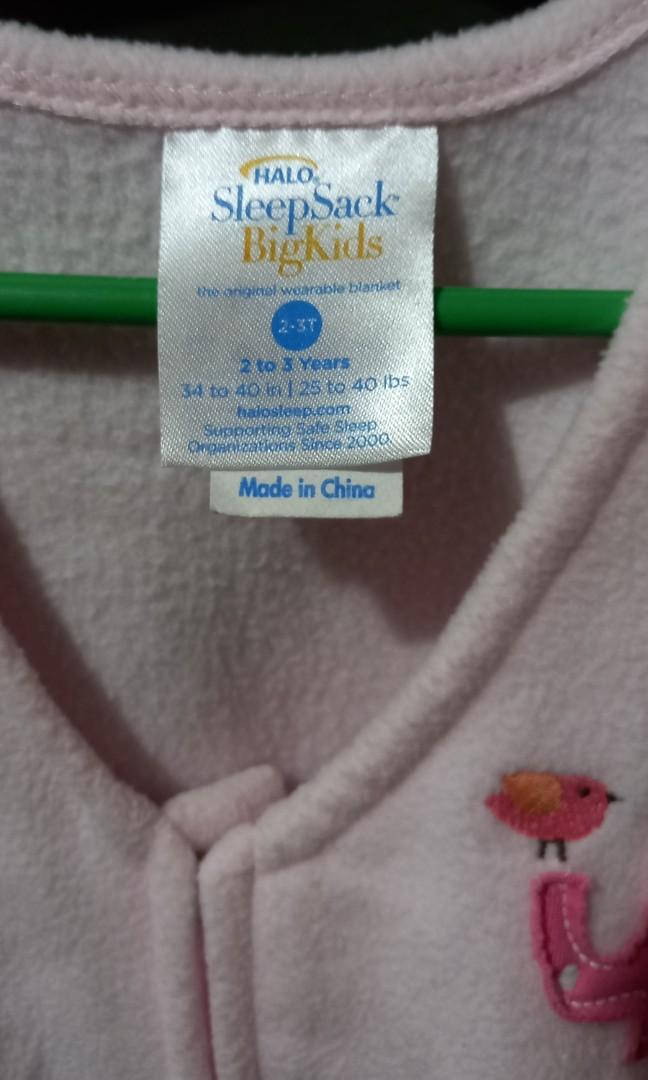 HALO
SleepSack
BigKids
the original wearable blanket
2-3T
2 to 3 Years
34 to 40 in | 25 to 40 lbs
halosleep.com
Supporting Safe Sleep
Organizations Since 2000.
Made in China